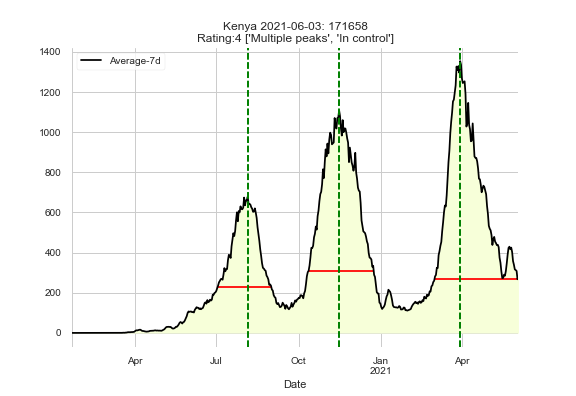 Kenya 2021-06-03: 171658
Rating:4 ['Multiple peaks', 'In control']
Average-7d
1400
1200
1000
800
600
400
200
0
Apr
Jul
Oct
Jan
2021
Apr
Date